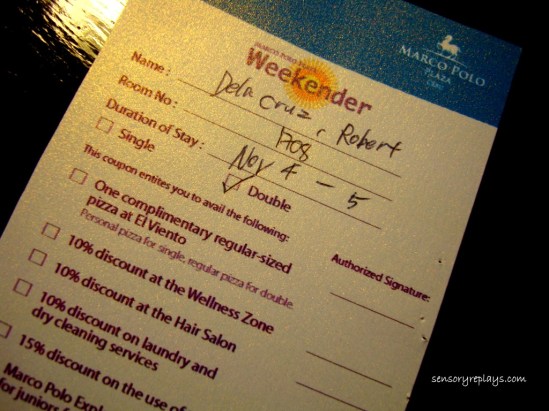 MARCO POLO
PLAZA
CEBU
MARCO POLO
Weekender
Name : Dela Cruz, Robert
Room No : 1708
Duration of Stay : Nov 4 - 5
Single
Double
This coupon entites you to avail the following:
One complimentary regular-sized
pizza at El Viento
Personal pizza for single, regular pizza for double.
Authorized Signature:
10% discount at the Wellness Zone
10% discount at the Hair Salon
10% discount on laundry and
dry cleaning services
15% discount on the use of
Marco Polo Expl
for juniors
sensoryreplays.com